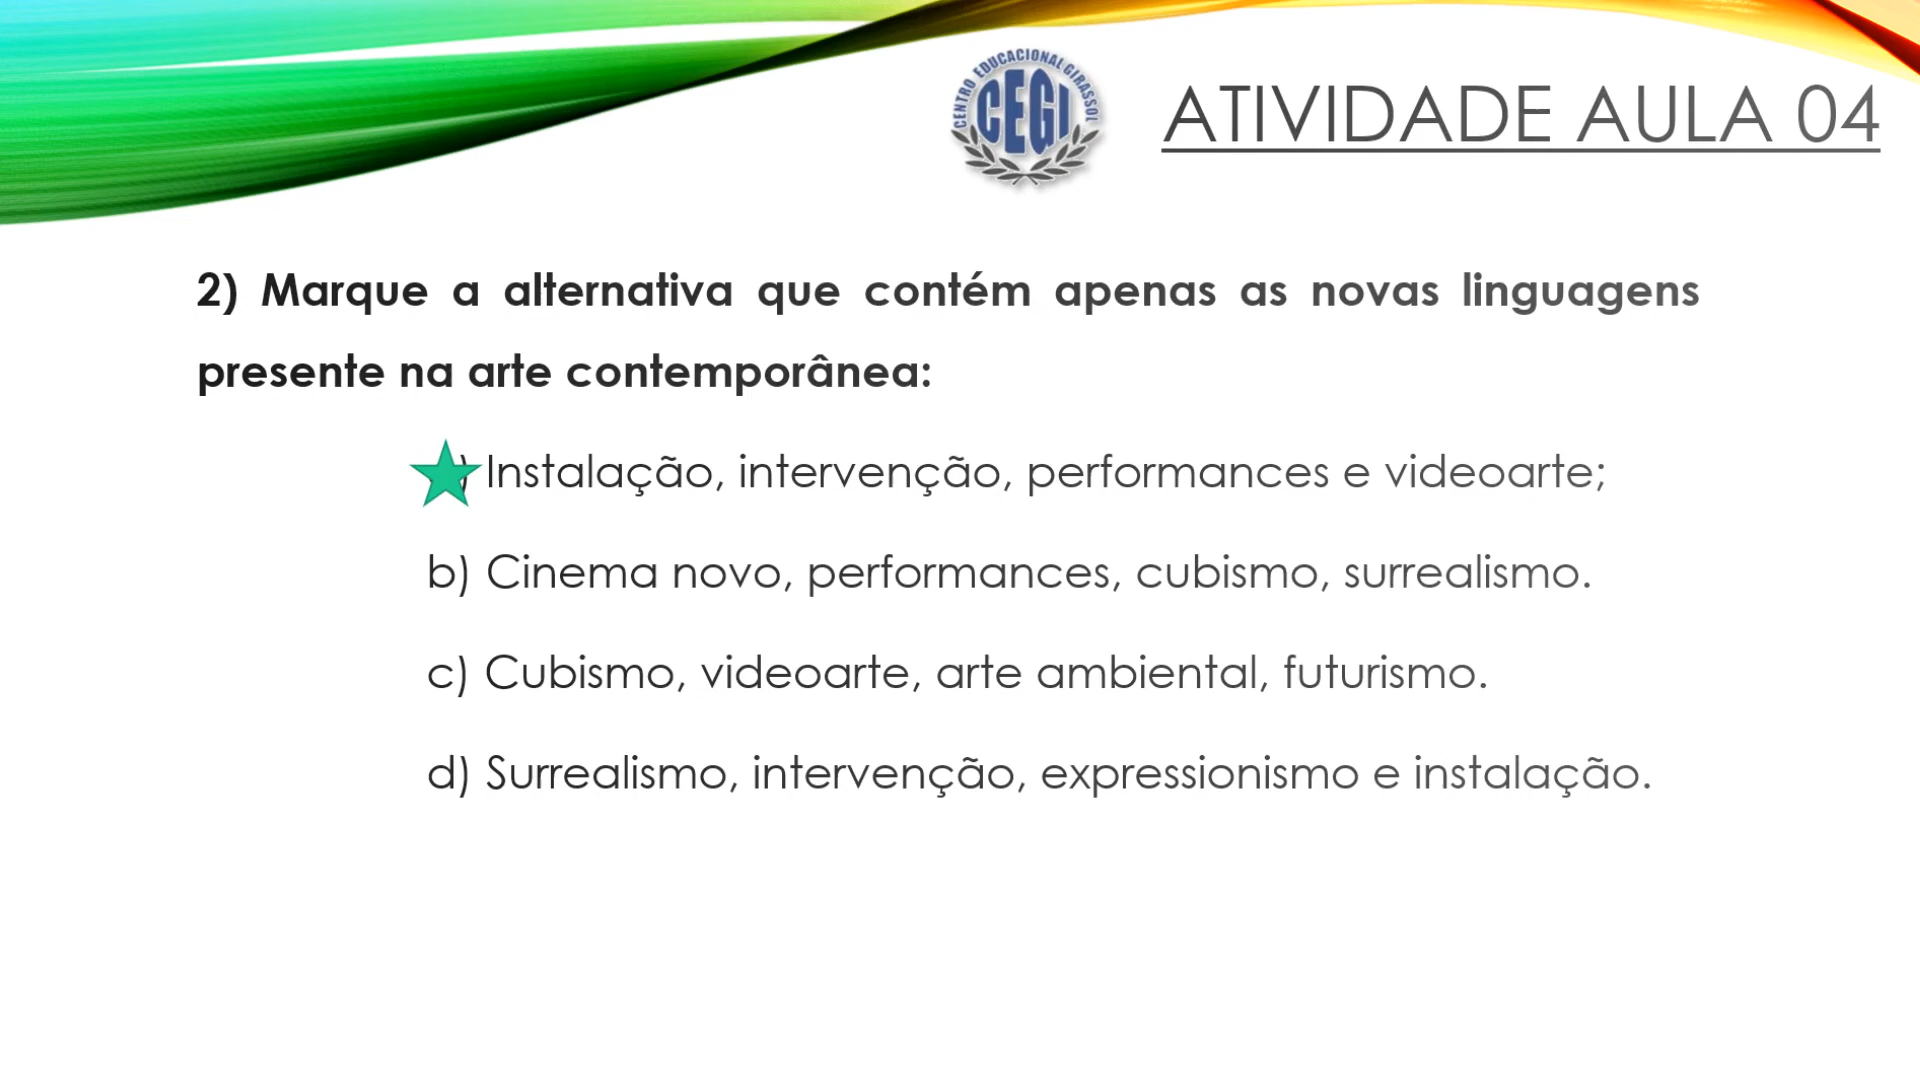 CENTRO EDUCACIONAL GIRASSOL
CEGI
ATIVIDADE AULA 04
2) Marque a alternativa que contém apenas as novas linguagens
presente na arte contemporânea:
) Instalação, intervenção, performances e videoarte;
b) Cinema novo, performances, cubismo, surrealismo.
c) Cubismo, videoarte, arte ambiental, futurismo.
d) Surrealismo, intervenção, expressionismo e instalação.